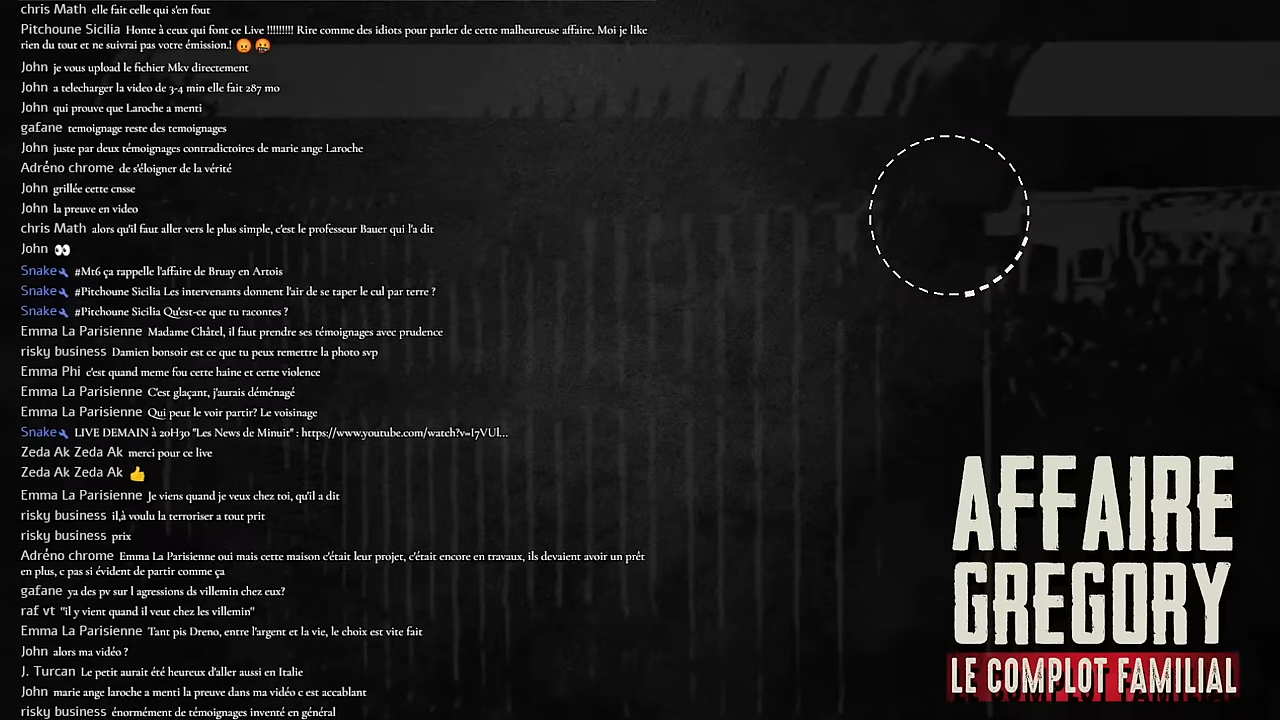 chris Math elle fait celle qui s'en fout
Pitchoune Sicilia Honte à ceux qui font ce Live !!!!!!!!! Rire comme des idiots pour parler de cette malheureuse affaire. Moi je like
rien du tout et ne suivrai pas votre émission.! 😡 🤬
John je vous upload le fichier Mkv directement
John a telecharger la video de 3-4 min elle fait 287 mo
John qui prouve que Laroche a menti
gafane temoignage reste des temoignages
John juste par deux témoignages contradictoires de marie ange Laroche
Adréno chrome de s'éloigner de la vérité
John grillée cette cnsse
John la preuve en video
chris Math alors qu'il faut aller vers le plus simple, c'est le professeur Bauer qui l'a dit
John 👀
Snake🔧 #Mt6 ça rappelle l'affaire de Bruay en Artois
Snake🔧 #Pitchoune Sicilia Les intervenants donnent l'air de se taper le cul par terre ?
Snake🔧 #Pitchoune Sicilia Qu'est-ce que tu racontes ?
Emma La Parisienne Madame Châtel, il faut prendre ses témoignages avec prudence
risky business Damien bonsoir est ce que tu peux remettre la photo svp
Emma Phi c'est quand meme fou cette haine et cette violence
Emma La Parisienne C'est glaçant, j'aurais déménagé
Emma La Parisienne Qui peut le voir partir? Le voisinage
Snake🔧 LIVE DEMAIN à 20H30 "Les News de Minuit" : https://www.youtube.com/watch?v=I7VUl...
Zeda Ak Zeda Ak merci pour ce live
Zeda Ak Zeda Ak 👍
Emma La Parisienne Je viens quand je veux chez toi, qu'il a dit
risky business il,à voulu la terroriser a tout prit
risky business prix
Adréno chrome Emma La Parisienne oui mais cette maison c'était leur projet, c'était encore en travaux, ils devaient avoir un prêt
en plus, c pas si évident de partir comme ça
gafane ya des pv sur l agressions ds villemin chez eux?
raf vt "il y vient quand il veut chez les villemin"
Emma La Parisienne Tant pis Dreno, entre l'argent et la vie, le choix est vite fait
John alors ma vidéo ?
J. Turcan Le petit aurait été heureux d'aller aussi en Italie
John marie ange laroche a menti la preuve dans ma vidéo c est accablant
risky business énormément de témoignages inventé en général
AFFAIRE
GREGORY
LE COMPLOT FAMILIAL